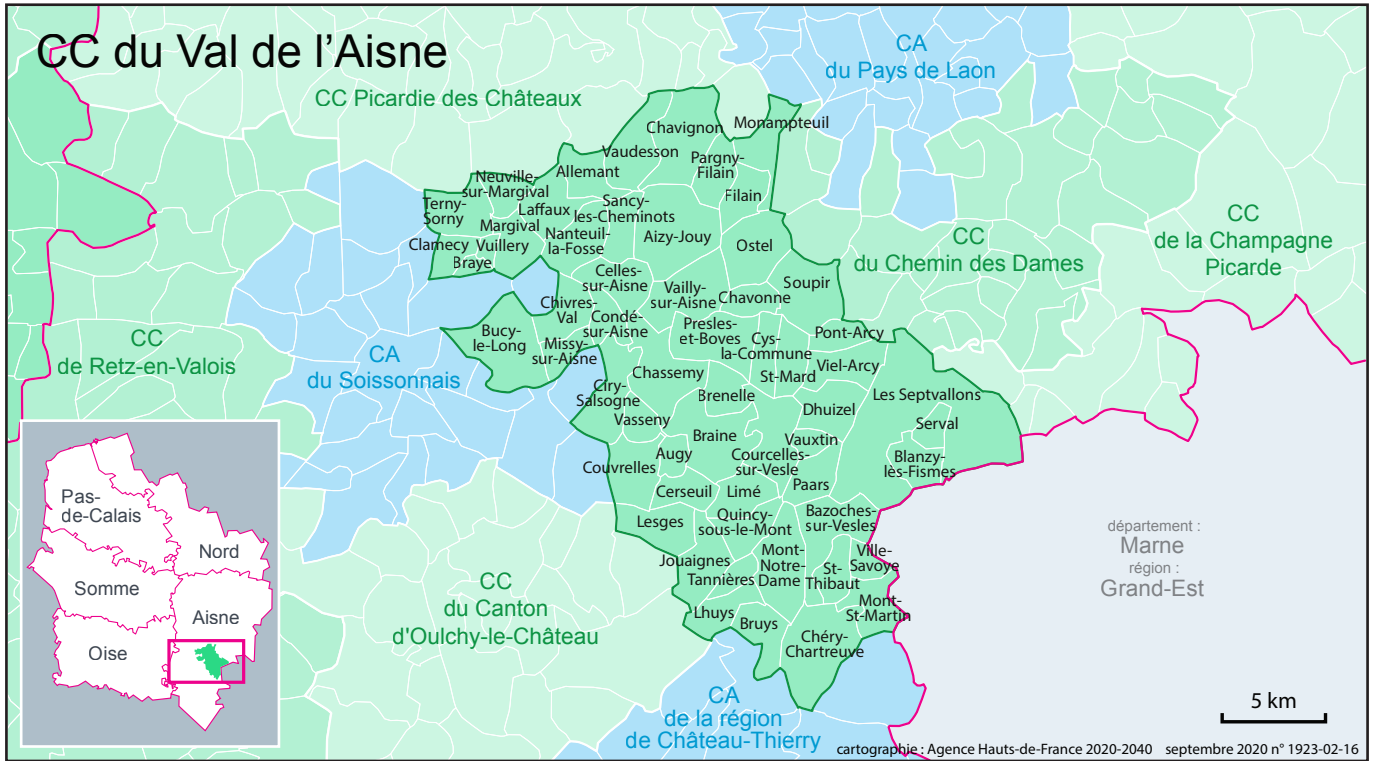 CC du Val de l'Aisne
CC Picardie des Châteaux
CA
du Pays de Laon
CC
de la Champagne
Picarde
CC
du Chemin des Dames
CC
de Retz-en-Valois
CA
du Soissonnais
CC
du Canton
d'Oulchy-le-Château
CA
de la région
de Château-Thierry
Monampteuil
Chavignon
Vaudesson
Pargny-
Filain
Allemant
Neuville-
sur-Margival
Filain
Terny-
Sorny
Laffaux
Sancy-
les-Cheminots
Margival
Nanteuil-
la-Fosse
Aizy-Jouy
Ostel
Clamecy
Vuillery
Braye
Celles-
sur-Aisne
Vailly-
sur-Aisne
Chavonne
Soupir
Chivres-
Val
Condé-
sur-Aisne
Bucy-
le-Long
Missy-
sur-Aisne
Presles-
et-Boves
Cys-
la-Commune
Pont-Arcy
St-Mard
Viel-Arcy
Chassemy
Ciry-
Salsogne
Brenelle
Les Septvallons
Dhuizel
Vasseny
Serval
Braine
Vauxtin
Augy
Courcelles-
sur-Vesle
Blanzy-
lès-Fismes
Couvrelles
Paars
Cerseuil
Limé
Lesges
Quincy-
sous-le-Mont
Bazoches-
sur-Vesles
Jouaignes
Mont-
Notre-
Dame
Ville-
Savoye
St-
Thibaut
Tannières
Mont-
St-Martin
Lhuys
Bruys
Chéry-
Chartreuve
département :
Marne
région :
Grand-Est
Pas-
de-Calais
Nord
Somme
Aisne
Oise
5 km
cartographie : Agence Hauts-de-France 2020-2040 septembre 2020 n° 1923-02-16